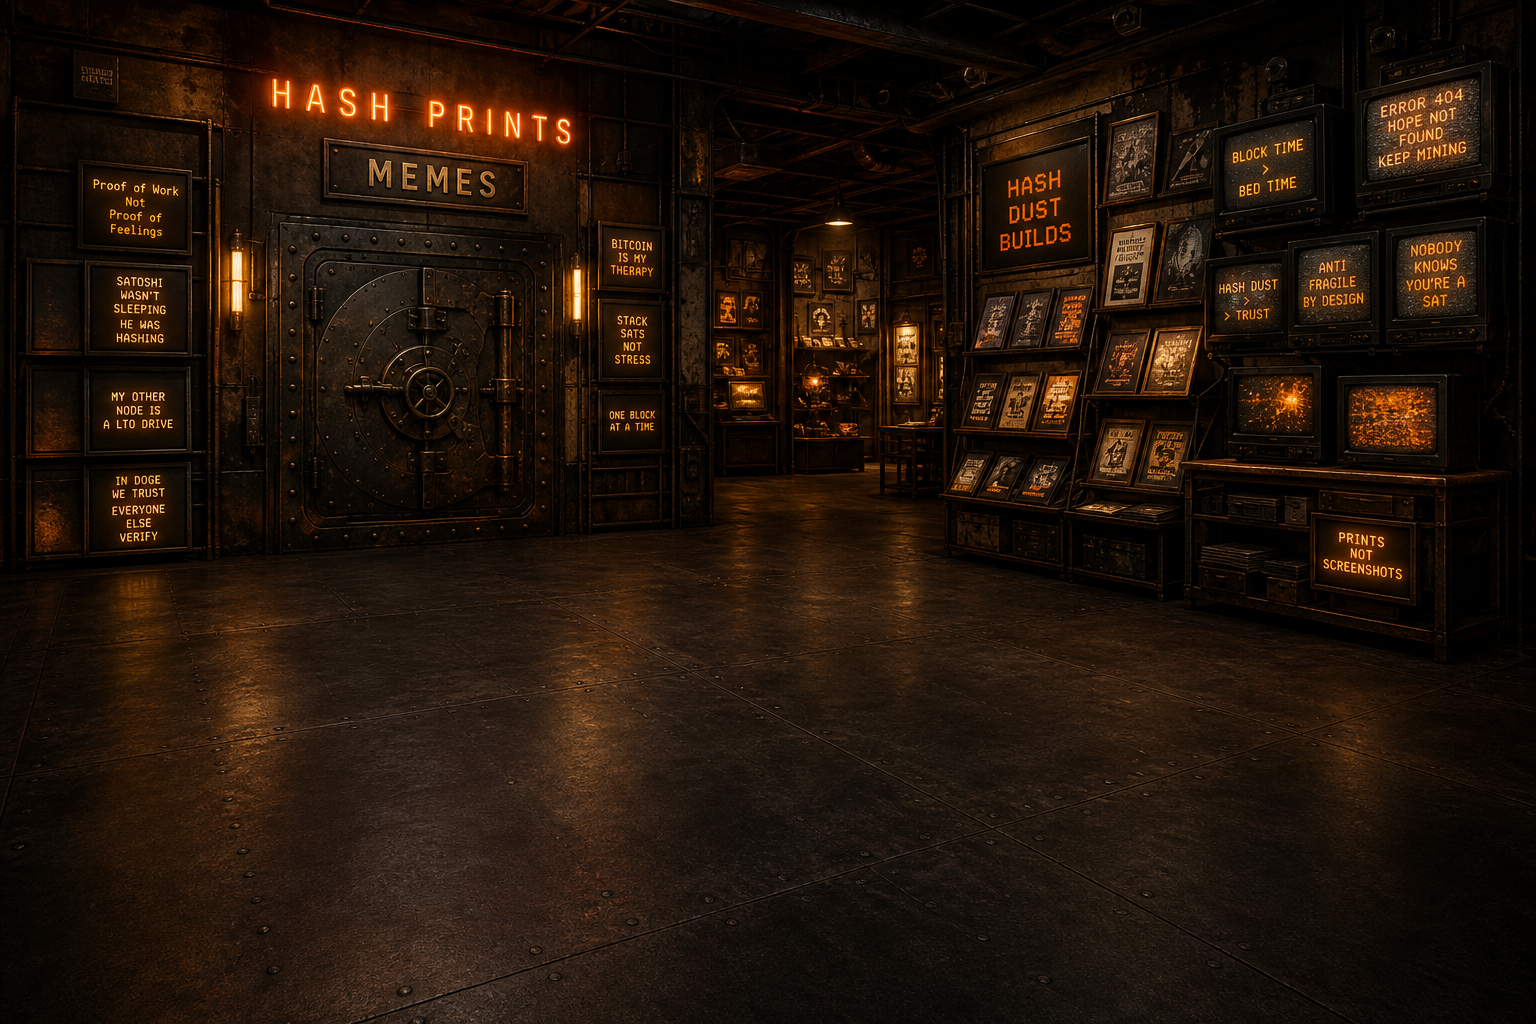 HASH PRINTS
MEMES
Proof of Work
Not
Proof of
Feelings
SATOSHI
WASN'T
SLEEPING
HE WAS
HASHING
MY OTHER
NODE IS
A LTO DRIVE
IN DOGE
WE TRUST
EVERYONE
ELSE
VERIFY
BITCOIN
IS MY
THERAPY
STACK
SATS
NOT
STRESS
ONE BLOCK
AT A TIME
HASH
DUST
BUILDS
BLOCK TIME
>
BED TIME
ERROR 404
HOPE NOT
FOUND
KEEP MINING
HASH DUST
>
> TRUST
ANTI
FRAGILE
BY DESIGN
NOBODY
KNOWS
YOU'RE A
SAT
PRINTS
NOT
SCREENSHOTS